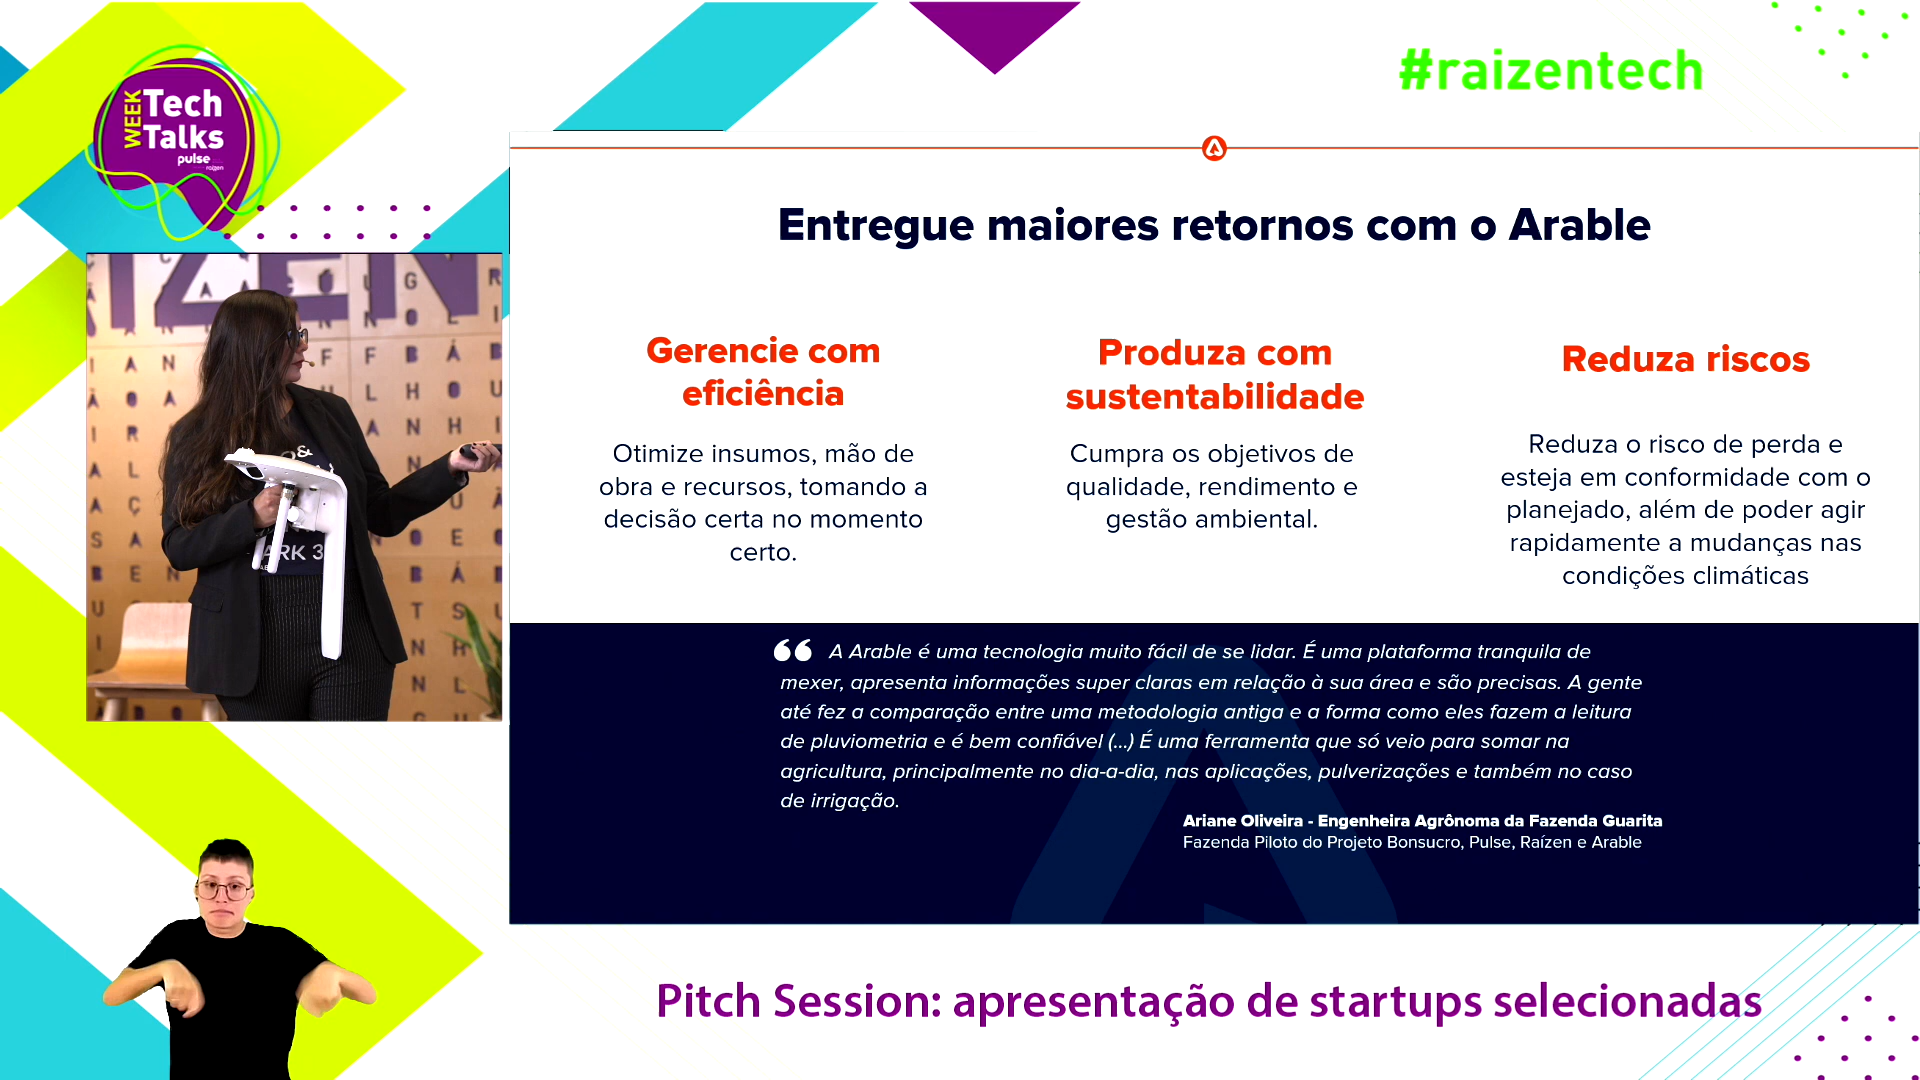 WEEK
Tech
Talks
pulse
raízen
#raizentech
Entregue maiores retornos com o Arable
Gerencie com
eficiência
Otimize insumos, mão de
obra e recursos, tomando a
decisão certa no momento
certo.
Produza com
sustentabilidade
Cumpra os objetivos de
qualidade, rendimento e
gestão ambiental.
Reduza riscos
Reduza o risco de perda e
esteja em conformidade com o
planejado, além de poder agir
rapidamente a mudanças nas
condições climáticas
“ A Arable é uma tecnologia muito fácil de se lidar. É uma plataforma tranquila de
mexer, apresenta informações super claras em relação à sua área e são precisas. A gente
até fez a comparação entre uma metodologia antiga e a forma como eles fazem a leitura
de pluviometria e é bem confiável (...) É uma ferramenta que só veio para somar na
agricultura, principalmente no dia-a-dia, nas aplicações, pulverizações e também no caso
de irrigação.
Ariane Oliveira - Engenheira Agrônoma da Fazenda Guarita
Fazenda Piloto do Projeto Bonsucro, Pulse, Raízen e Arable
Pitch Session: apresentação de startups selecionadas